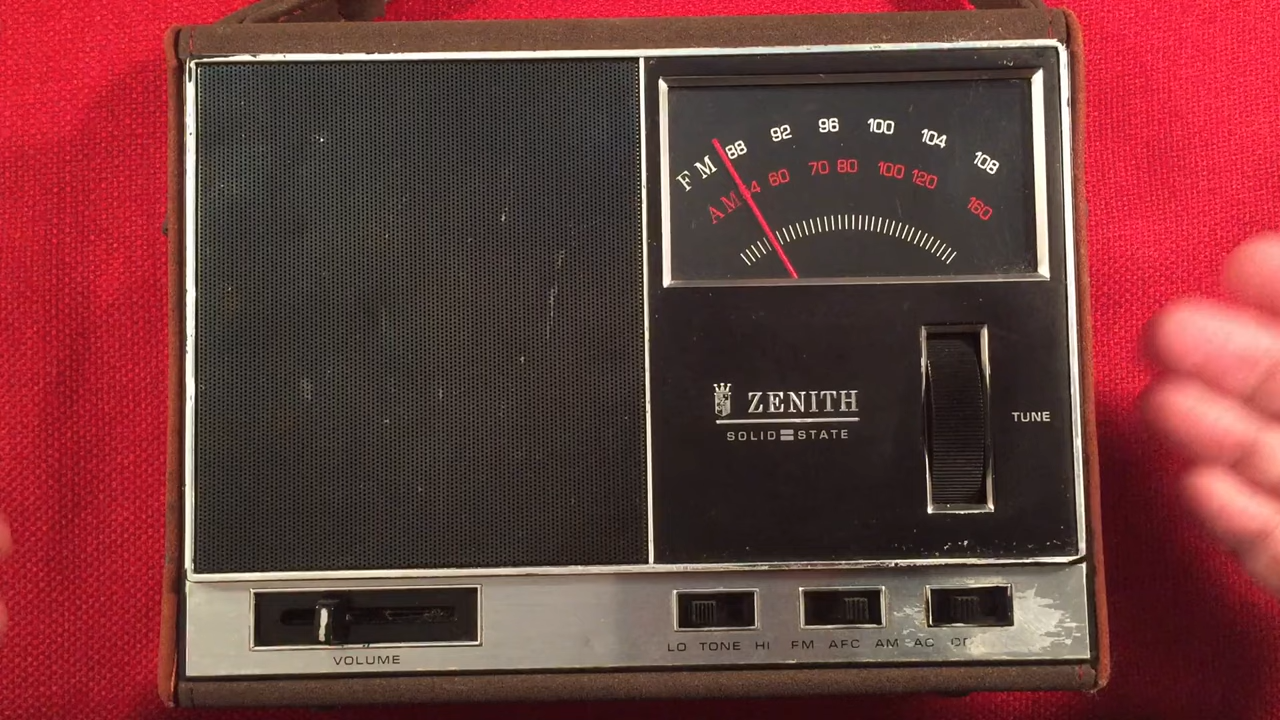 FM 88 92 96 100 104 108
AM 54 60 70 80 100 120 160
ZENITH
SOLID STATE
TUNE
LO TONE HI FM AFC AM AC
VOLUME